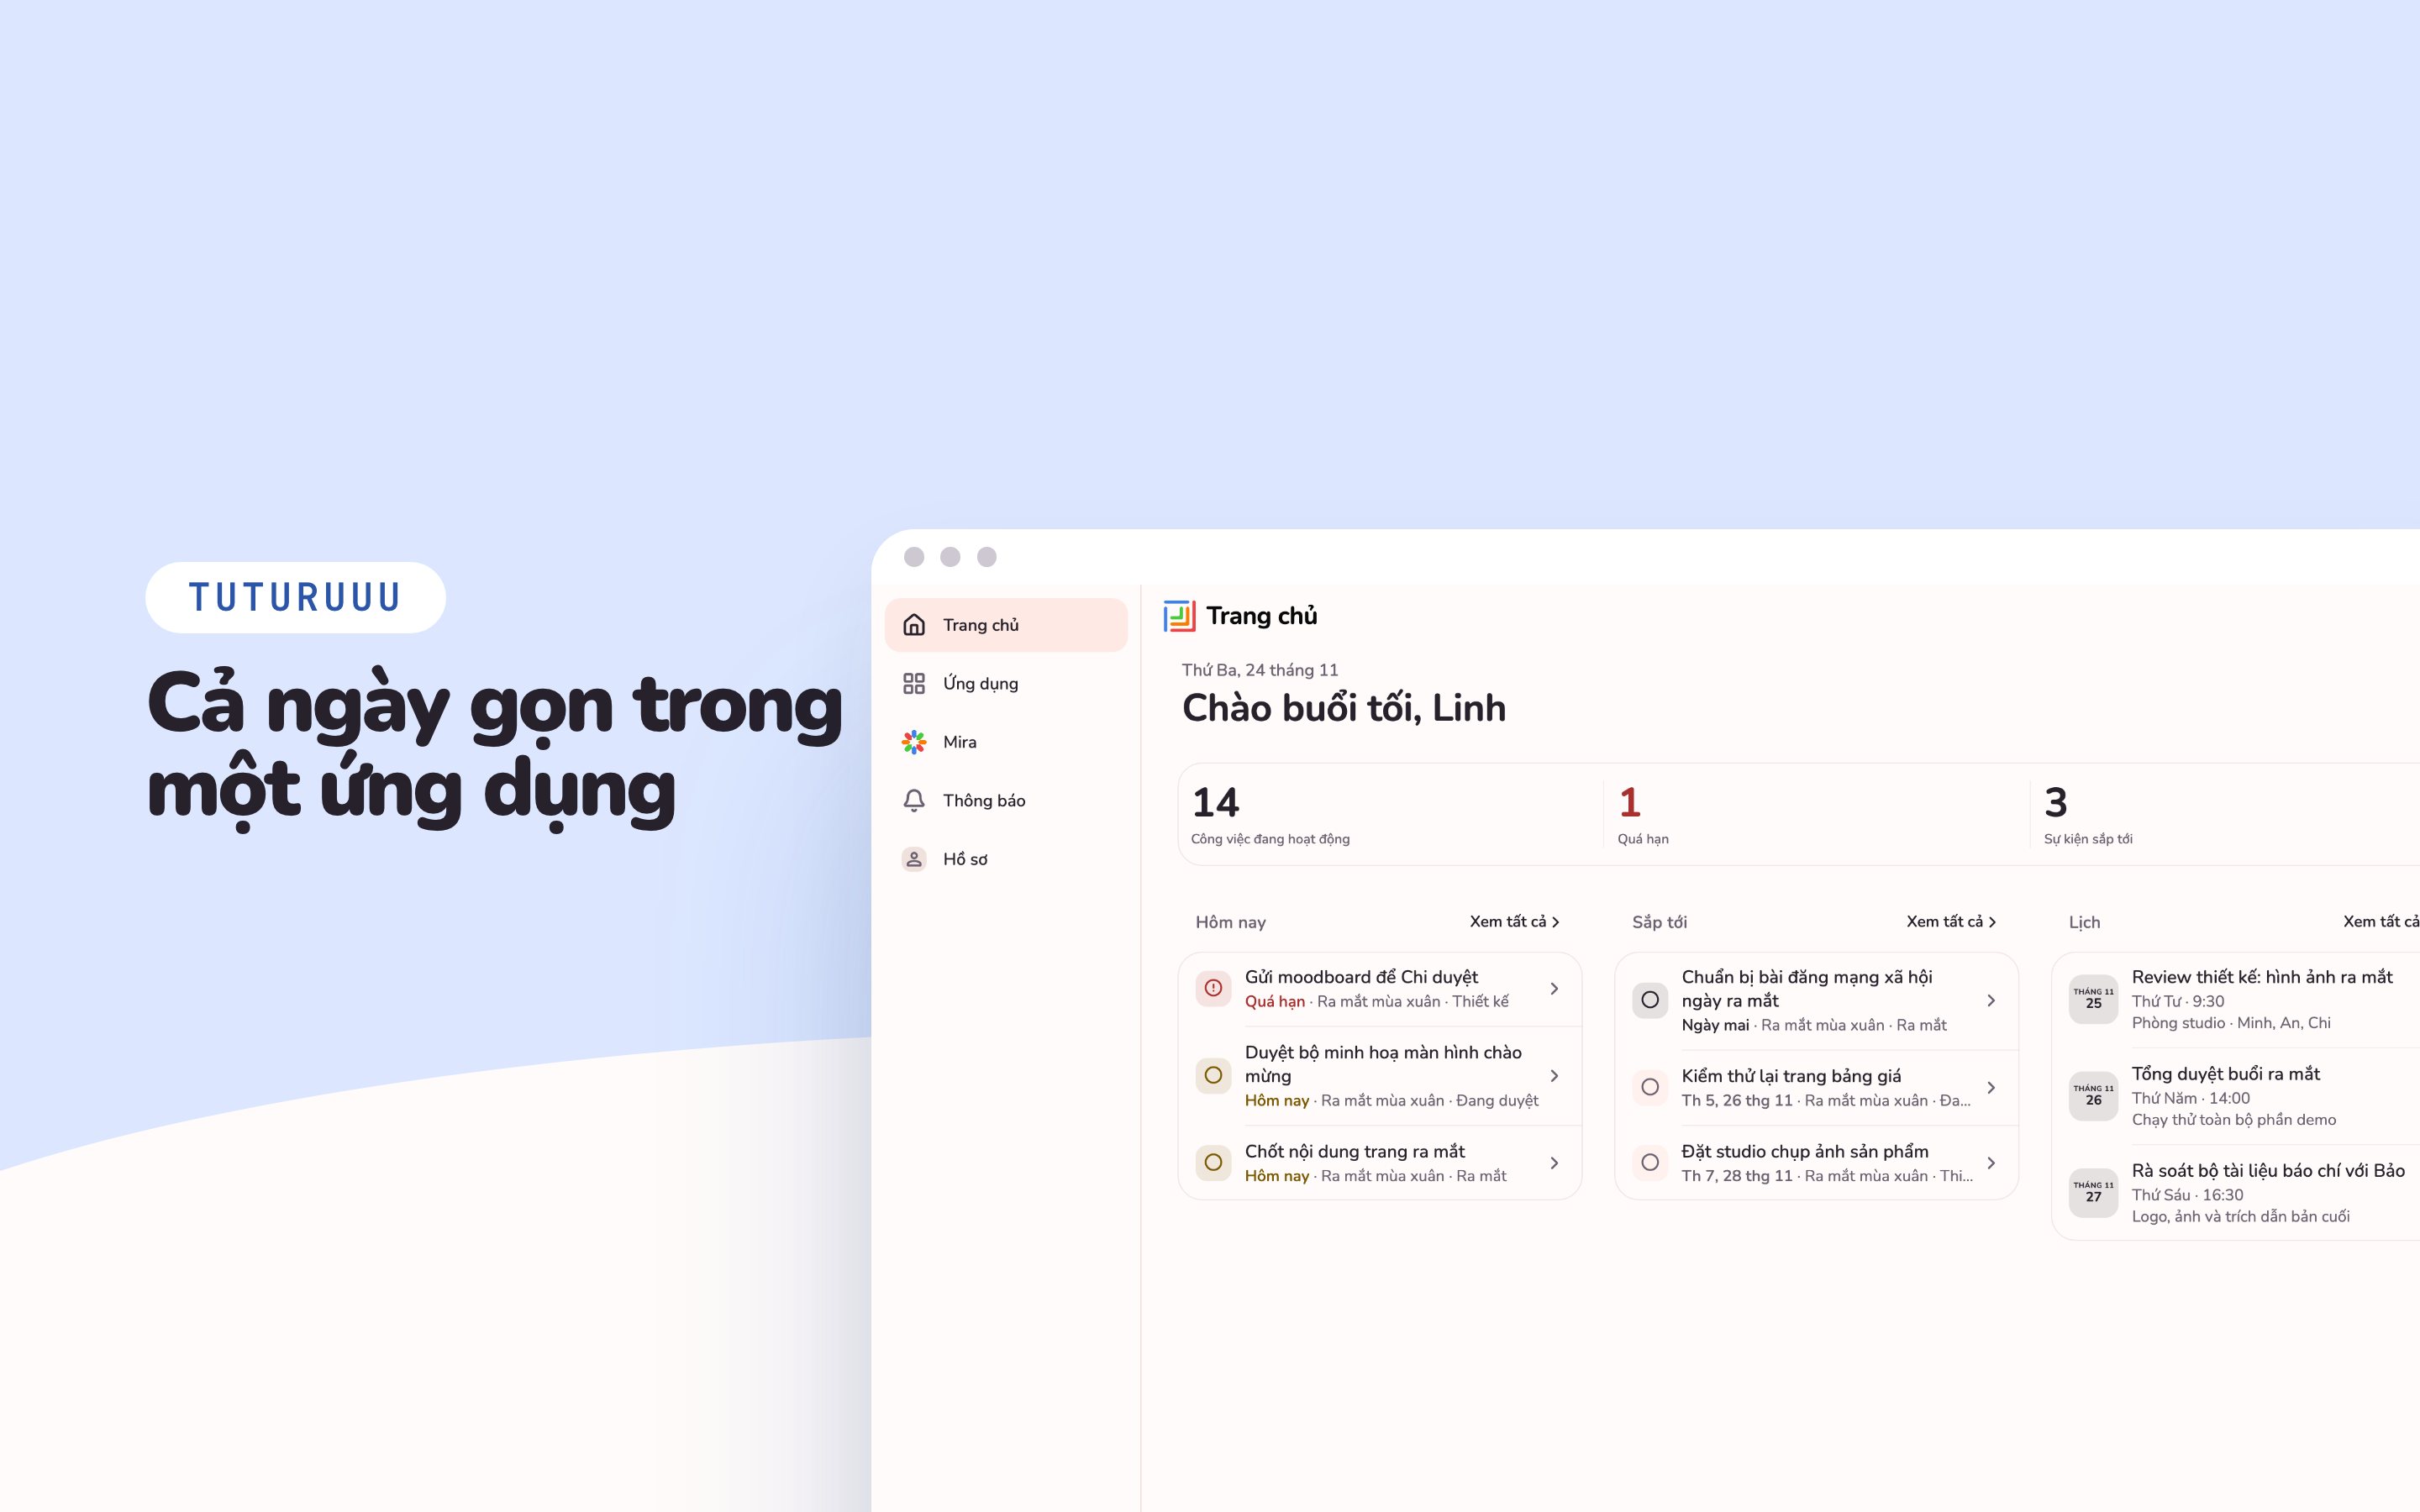 TUTURUUU
Cả ngày gọn trong
một ứng dụng
Trang chủ
Ứng dụng
Mira
Thông báo
Hồ sơ
Trang chủ
Thứ Ba, 24 tháng 11
Chào buổi tối, Linh
14
Công việc đang hoạt động
1
Quá hạn
3
Sự kiện sắp tới
Hôm nay
Xem tất cả
Gửi moodboard để Chi duyệt
Quá hạn · Ra mắt mùa xuân · Thiết kế
Duyệt bộ minh hoạ màn hình chào
mừng
Hôm nay · Ra mắt mùa xuân · Đang duyệt
Chốt nội dung trang ra mắt
Hôm nay · Ra mắt mùa xuân · Ra mắt
Sắp tới
Xem tất cả
Chuẩn bị bài đăng mạng xã hội
ngày ra mắt
Ngày mai · Ra mắt mùa xuân · Ra mắt
Kiểm thử lại trang bảng giá
Th 5, 26 thg 11 · Ra mắt mùa xuân · Đa...
Đặt studio chụp ảnh sản phẩm
Th 7, 28 thg 11 · Ra mắt mùa xuân · Thi...
Lịch
Xem tất cả
THÁNG 11
25
Review thiết kế: hình ảnh ra mắt
Thứ Tư · 9:30
Phòng studio · Minh, An, Chi
THÁNG 11
26
Tổng duyệt buổi ra mắt
Thứ Năm · 14:00
Chạy thử toàn bộ phần demo
THÁNG 11
27
Rà soát bộ tài liệu báo chí với Bảo
Thứ Sáu · 16:30
Logo, ảnh và trích dẫn bản cuối